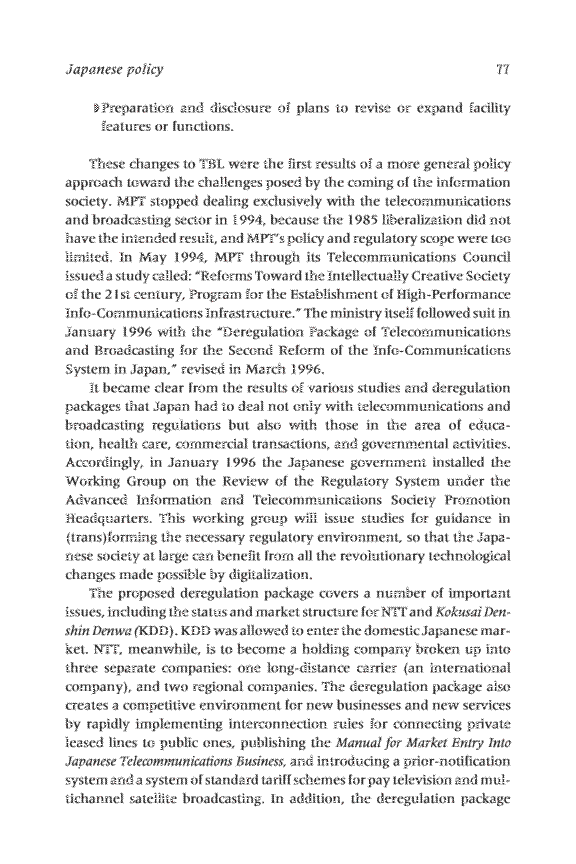 Japanese policy 77
Preparation and disclosure of plans to revise or expand facility
features or functions.
These changes to TBL were the first results of a more general policy
approach toward the challenges posed by the coming of the information
society. MPT stopped dealing exclusively with the telecommunications
and broadcasting sector in 1994, because the 1985 liberalization did not
have the intended result, and MPT's policy and regulatory scope were too
limited. In May 1994, MPT through its Telecommunications Council
issued a study called: "Reforms Toward the Intellectually Creative Society
of the 21st century, Program for the Establishment of High-Performance
Info-Communications Infrastructure." The ministry itself followed suit in
January 1996 with the "Deregulation Package of Telecommunications
and Broadcasting for the Second Reform of the Info-Communications
System in Japan," revised in March 1996.
It became clear from the results of various studies and deregulation
packages that Japan had to deal not only with telecommunications and
broadcasting regulations but also with those in the area of educa-
tion, health care, commercial transactions, and governmental activities.
Accordingly, in January 1996 the Japanese government installed the
Working Group on the Review of the Regulatory System under the
Advanced Information and Telecommunications Society Promotion
Headquarters. This working group will issue studies for guidance in
(trans)forming the necessary regulatory environment, so that the Japa-
nese society at large can benefit from all the revolutionary technological
changes made possible by digitalization.
The proposed deregulation package covers a number of important
issues, including the status and market structure for NTT and Kokusai Den-
shin Denwa (KDD). KDD was allowed to enter the domestic Japanese mar-
ket. NTT, meanwhile, is to become a holding company broken up into
three separate companies: one long-distance carrier (an international
company), and two regional companies. The deregulation package also
creates a competitive environment for new businesses and new services
by rapidly implementing interconnection rules for connecting private
leased lines to public ones, publishing the Manual for Market Entry Into
Japanese Telecommunications Business, and introducing a prior-notification
system and a system of standard tariff schemes for pay television and mul-
tichannel satellite broadcasting. In addition, the deregulation package